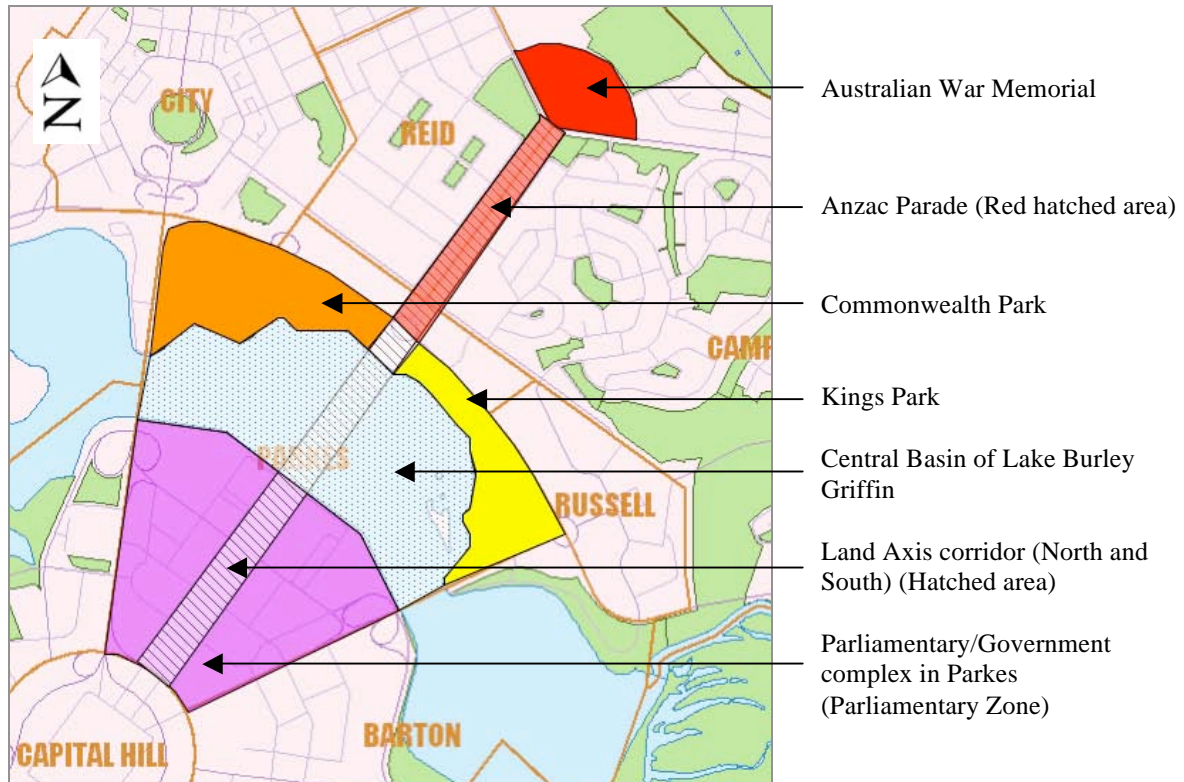 N
CITY
REID
CAMP
PARKES
RUSSELL
BARTON
CAPITAL HILL
Australian War Memorial
Anzac Parade (Red hatched area)
Commonwealth Park
Kings Park
Central Basin of Lake Burley
Griffin
Land Axis corridor (North and
South) (Hatched area)
Parliamentary/Government
complex in Parkes
(Parliamentary Zone)